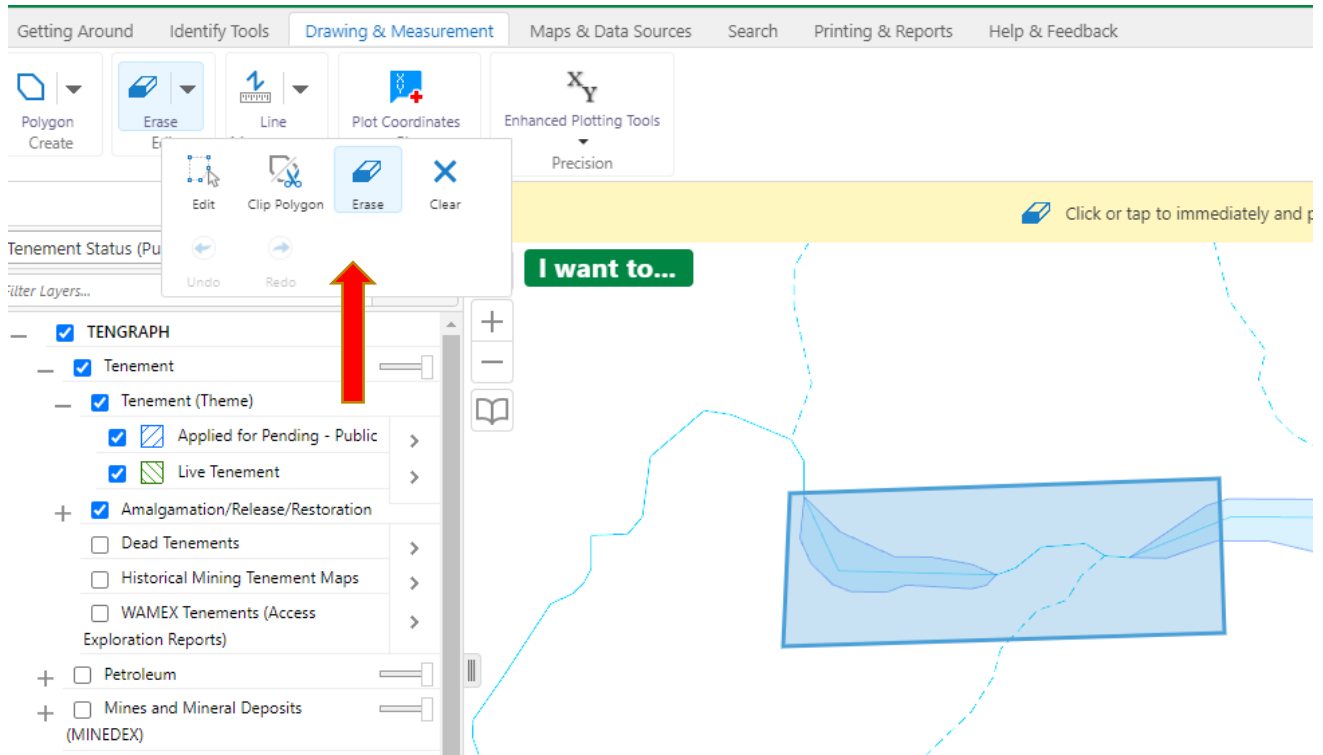 Getting Around Identify Tools Drawing & Measurement Maps & Data Sources Search Printing & Reports Help & Feedback
Polygon Erase Line Plot Coordinates Enhanced Plotting Tools
Create
Precision
Edit Clip Polygon Erase Clear
Undo Redo
Click or tap to immediately and
Tenement Status (Pu
I want to...
Filter Layers...
TENGRAPH
Tenement
Tenement (Theme)
Applied for Pending - Public
Live Tenement
Amalgamation/Release/Restoration
Dead Tenements
Historical Mining Tenement Maps
WAMEX Tenements (Access
Exploration Reports)
Petroleum
Mines and Mineral Deposits
(MINEDEX)